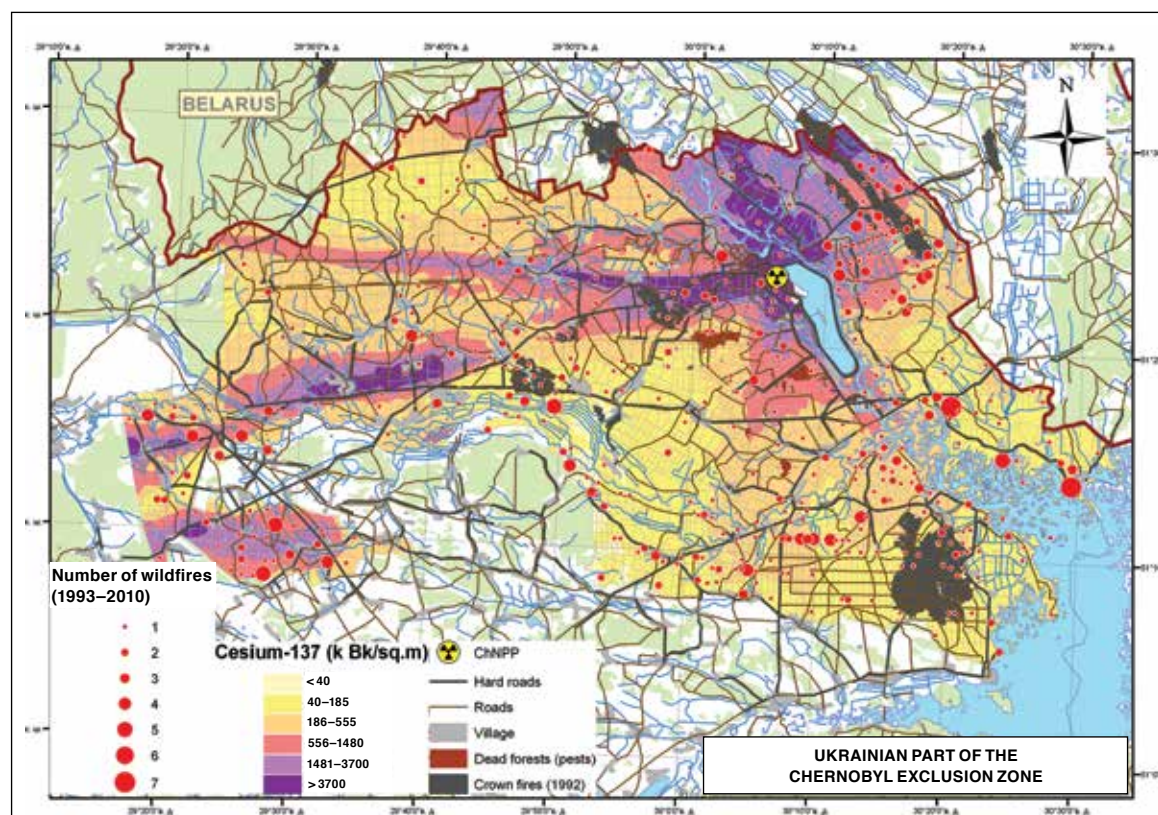 BELARUS
N
Number of wildfires
(1993–2010)
1
2
3
4
5
6
7
Cesium-137 (k Bk/sq.m)
< 40
40–185
186–555
556–1480
1481–3700
> 3700
ChNPP
Hard roads
Roads
Village
Dead forests (pests)
Crown fires (1992)
UKRAINIAN PART OF THE
CHERNOBYL EXCLUSION ZONE